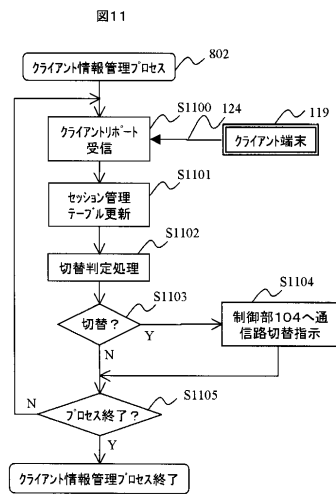 図11
クライアント情報管理プロセス
802
S1100
124
119
クライアントリポート
受信
クライアント端末
S1101
セッション管理
テーブル更新
S1102
切替判定処理
S1103
S1104
切替？
Y
制御部104へ通
信路切替指示
N
N
S1105
プロセス終了？
Y
クライアント情報管理プロセス終了